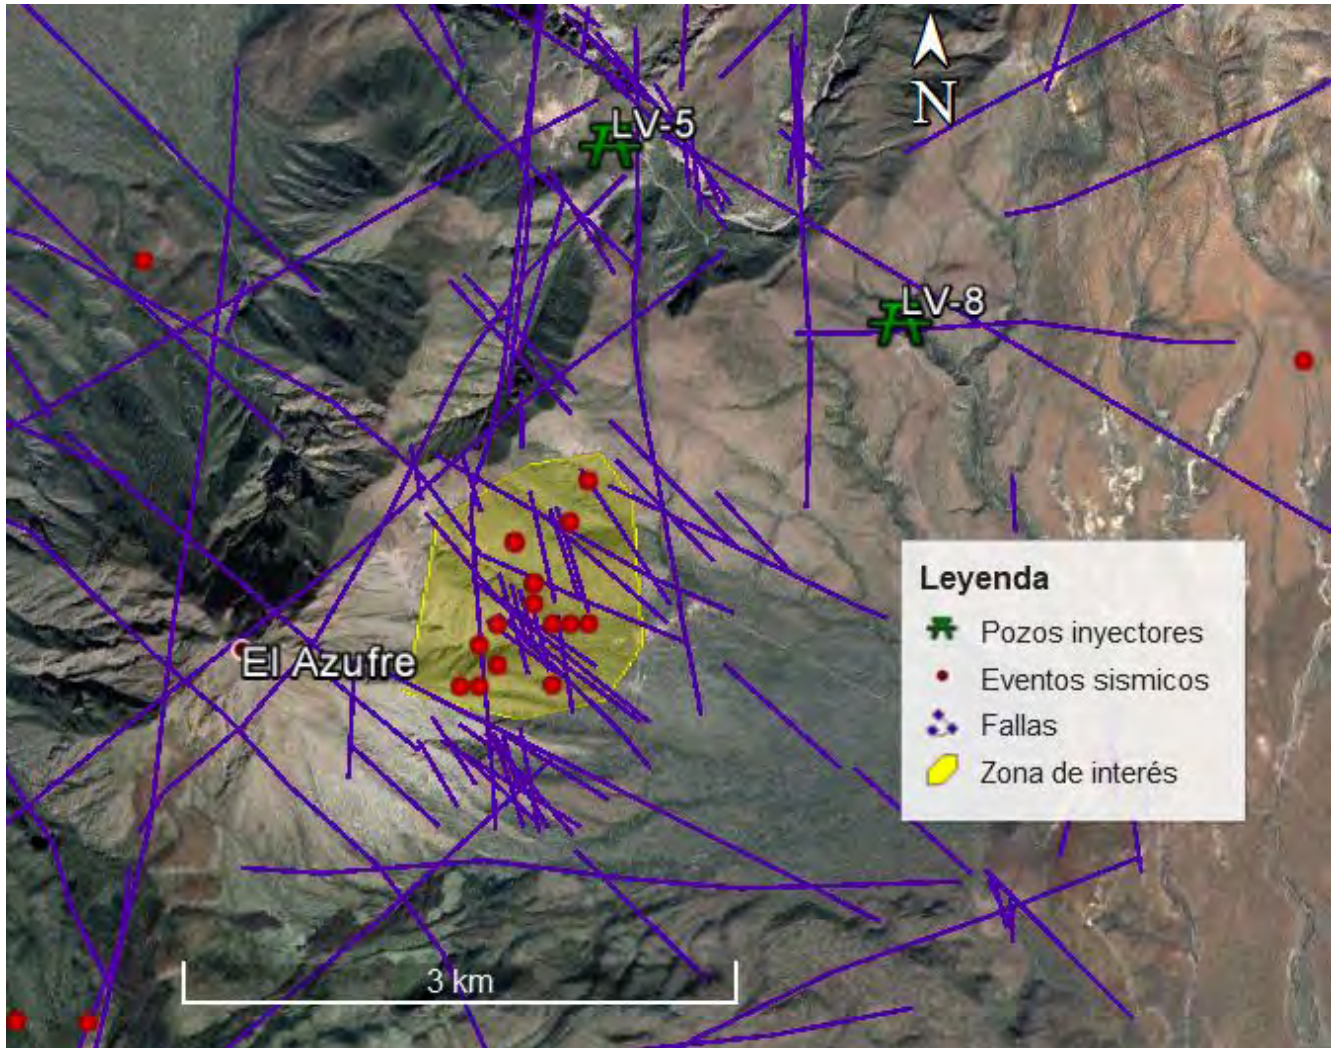 N
LV-5
LV-8
El Azufre
Leyenda
Pozos inyectores
Eventos sismicos
Fallas
Zona de interés
3 km